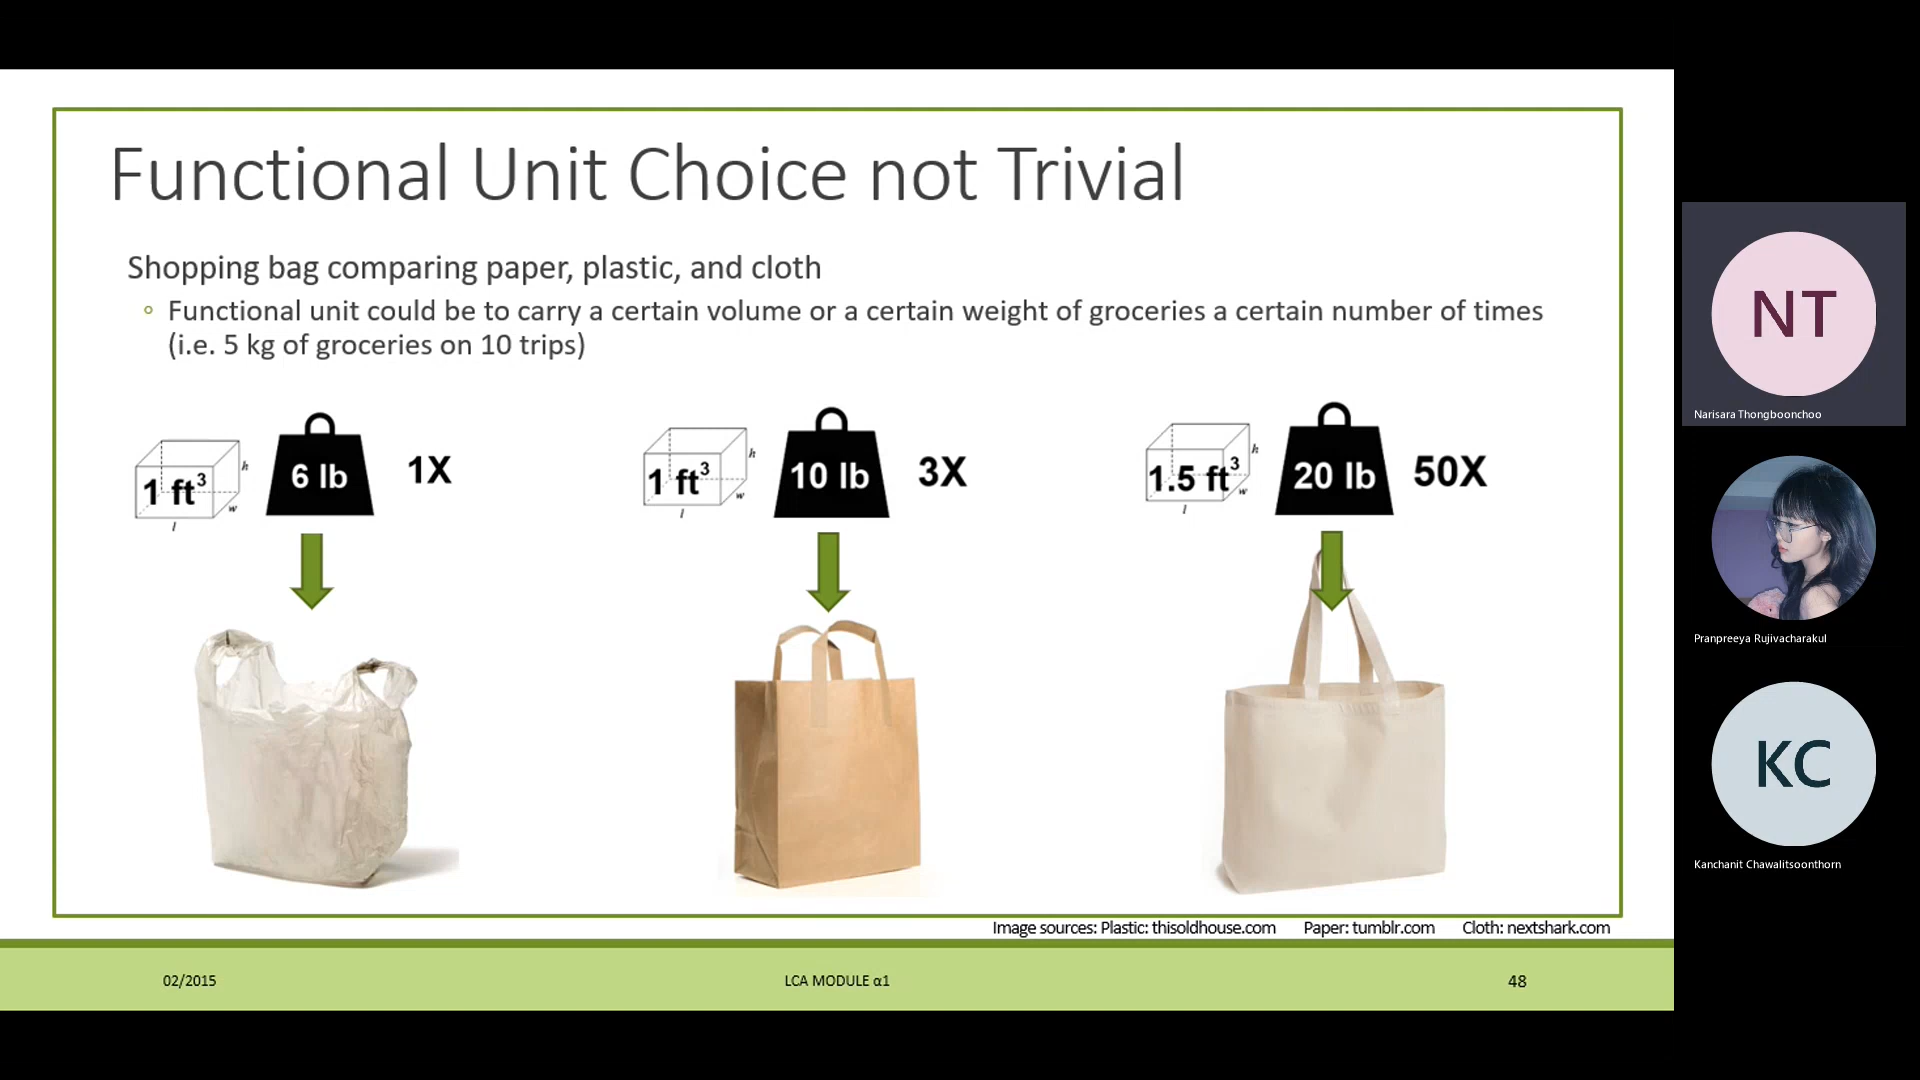 Functional Unit Choice not Trivial
Shopping bag comparing paper, plastic, and cloth
Functional unit could be to carry a certain volume or a certain weight of groceries a certain number of times
(i.e. 5 kg of groceries on 10 trips)
1 ft³
h
w
l
6 lb
1X
1 ft³
h
w
l
10 lb
3X
1.5 ft³
h
w
l
20 lb
50X
Image sources: Plastic: thisoldhouse.com Paper: tumblr.com Cloth: nextshark.com
02/2015
LCA MODULE α1
48
NT
Narisara Thongboonchoo
Pranpreeya Rujivacharakul
KC
Kanchanit Chawalitsoonthorn